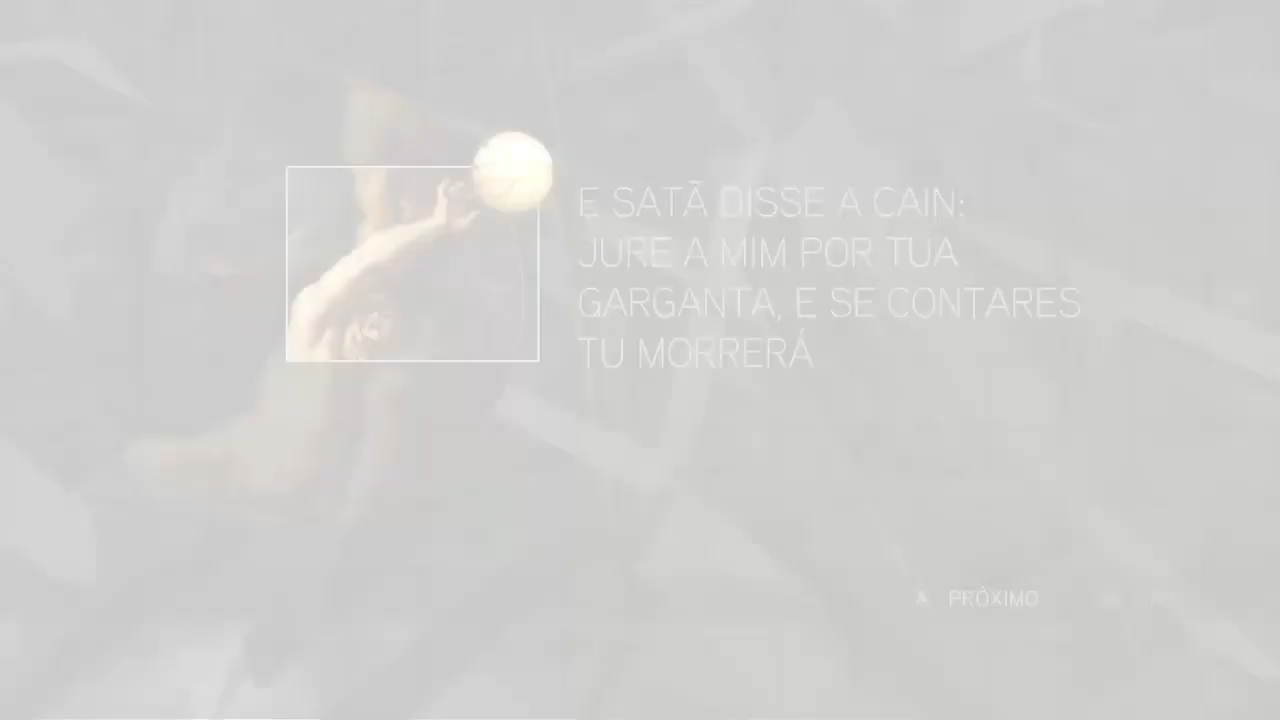 E SATÃ DISSE A CAIN:
JURE A MIM POR TUA
GARGANTA, E SE CONTARES
TU MORRERÁ
A PRÓXIMO